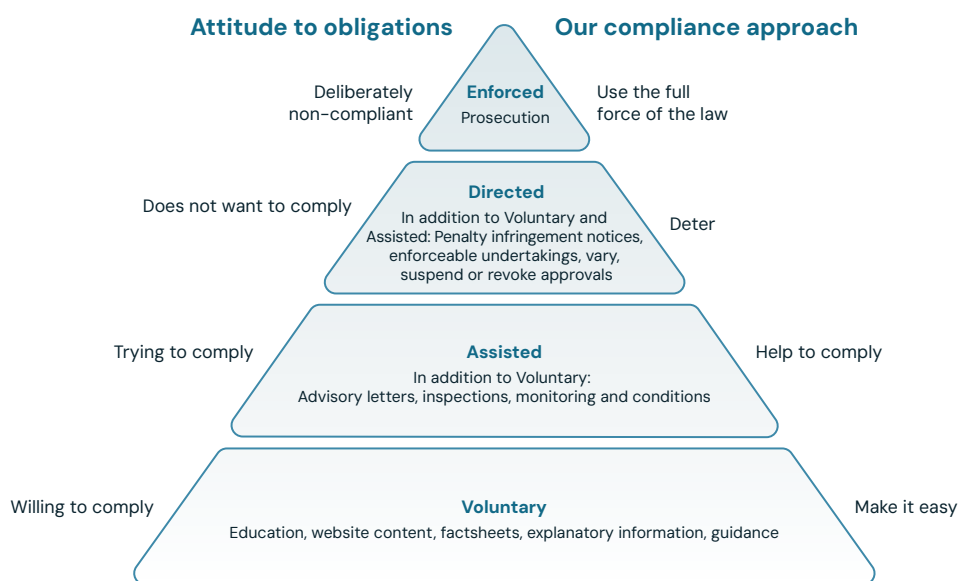 Attitude to obligations
Our compliance approach
Deliberately
non-compliant
Enforced
Prosecution
Use the full
force of the law
Does not want to comply
Directed
In addition to Voluntary and
Assisted: Penalty infringement notices,
enforceable undertakings, vary,
suspend or revoke approvals
Deter
Trying to comply
Assisted
In addition to Voluntary:
Advisory letters, inspections, monitoring and conditions
Help to comply
Willing to comply
Voluntary
Education, website content, factsheets, explanatory information, guidance
Make it easy